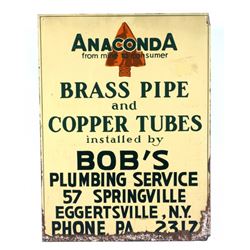 ANACONDA
from mine to consumer
BRASS PIPE
and
COPPER TUBES
installed by
BOB'S
PLUMBING SERVICE
57 SPRINGVILLE
EGGERTSVILLE, N.Y.
PHONE PA 2317